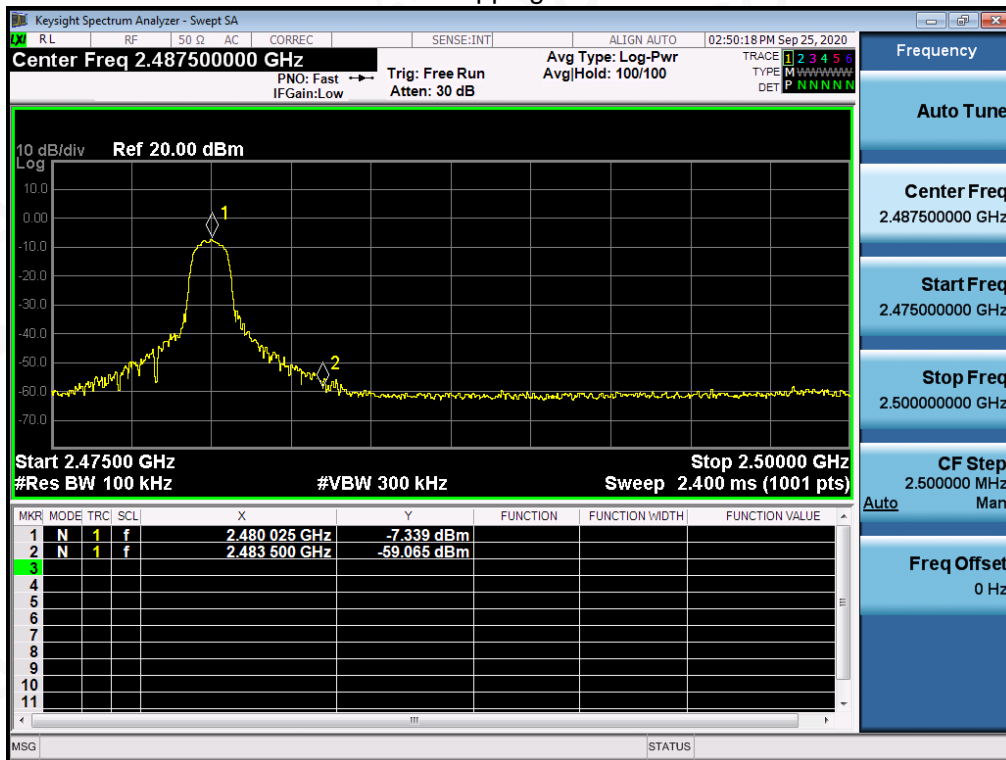 pping
Keysight Spectrum Analyzer - Swept SA
LXI RL RF 50 Ω AC CORREC SENSE:INT ALIGN AUTO 02:50:18 PM Sep 25, 2020
Center Freq 2.487500000 GHz
PNO: Fast
IFGain:Low
Trig: Free Run
Atten: 30 dB
Avg Type: Log-Pwr
Avg|Hold: 100/100
TRACE 1 2 3 4 5 6
TYPE M WWWWW
DET P N N N N N
10 dB/div Ref 20.00 dBm
Log
10.0
0.00
-10.0
-20.0
-30.0
-40.0
-50.0
-60.0
-70.0
1
2
Start 2.47500 GHz Stop 2.50000 GHz
#Res BW 100 kHz #VBW 300 kHz Sweep 2.400 ms (1001 pts)
MKR MODE TRC SCL X Y FUNCTION FUNCTION WIDTH FUNCTION VALUE
1 N 1 f 2.480 025 GHz -7.339 dBm
2 N 1 f 2.483 500 GHz -59.065 dBm
3
4
5
6
7
8
9
10
11
MSG STATUS
Frequency
Auto Tune
Center Freq
2.487500000 GHz
Start Freq
2.475000000 GHz
Stop Freq
2.500000000 GHz
CF Step
2.500000 MHz
Auto Man
Freq Offset
0 Hz